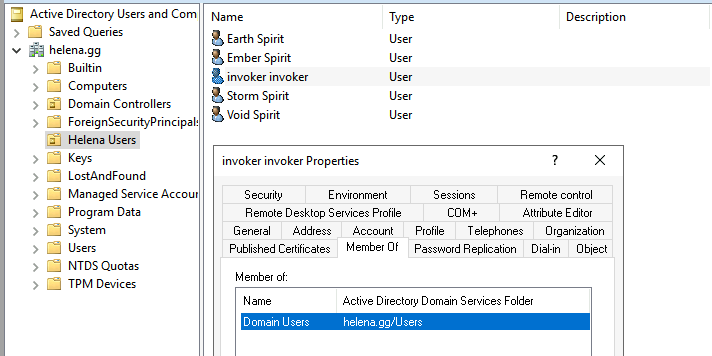 Active Directory Users and Com
Saved Queries
helena.gg
Builtin
Computers
Domain Controllers
ForeignSecurityPrincipals
Helena Users
Keys
LostAndFound
Managed Service Accour
Program Data
System
Users
NTDS Quotas
TPM Devices
Name Type Description
Earth Spirit User
Ember Spirit User
invoker invoker User
Storm Spirit User
Void Spirit User
invoker invoker Properties ?
Security Environment Sessions Remote control
Remote Desktop Services Profile COM+ Attribute Editor
General Address Account Profile Telephones Organization
Published Certificates Member Of Password Replication Dial-in Object
Member of:
Name Active Directory Domain Services Folder
Domain Users helena.gg/Users